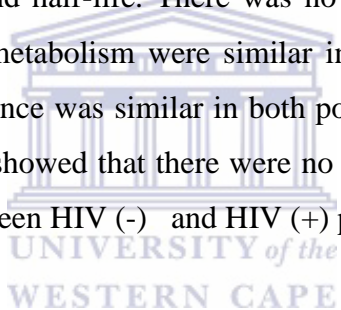 nd half-life. There was no
metabolism were similar in
nce was similar in both po
showed that there were no
een HIV (-) and HIV (+) p
UNIVERSITY of the
WESTERN CAPE